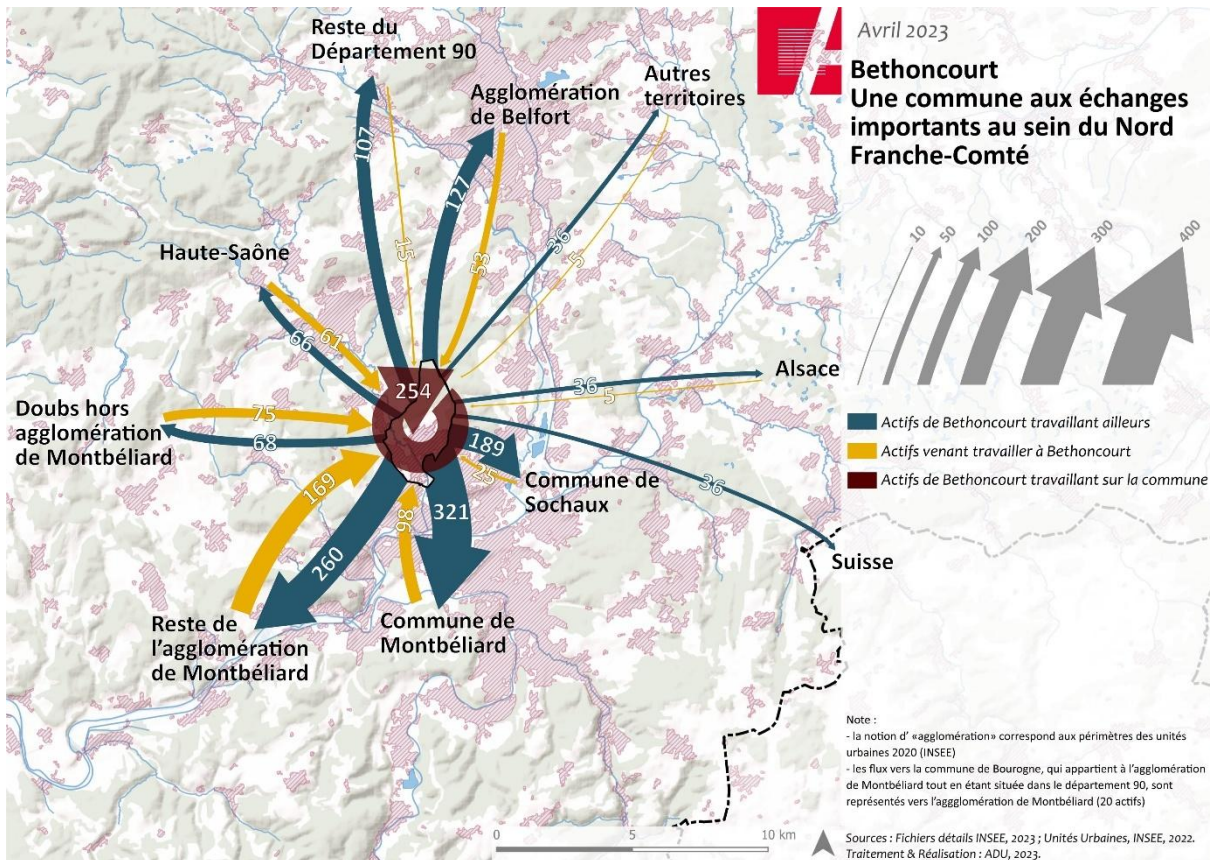 Avril 2023
Bethoncourt
Une commune aux échanges
importants au sein du Nord
Franche-Comté
10
50
100
200
300
400
Actifs de Bethoncourt travaillant ailleurs
Actifs venant travailler à Bethoncourt
Actifs de Bethoncourt travaillant sur la commune
Reste du
Département 90
107
15
Agglomération
de Belfort
127
53
Autres
territoires
36
5
Haute-Saône
66
61
254
Alsace
36
5
Doubs hors
agglomération
de Montbéliard
75
68
189
25
Commune de
Sochaux
36
Suisse
169
260
98
321
Reste de
l'agglomération
de Montbéliard
Commune de
Montbéliard
0
5
10 km
Note :
- la notion d' «agglomération» correspond aux périmètres des unités
urbaines 2020 (INSEE)
- les flux vers la commune de Bourogne, qui appartient à l'agglomération
de Montbéliard tout en étant située dans le département 90, sont
représentés vers l'aggglomération de Montbéliard (20 actifs)
Sources : Fichiers détails INSEE, 2023 ; Unités Urbaines, INSEE, 2022.
Traitement & Réalisation : ADU, 2023.